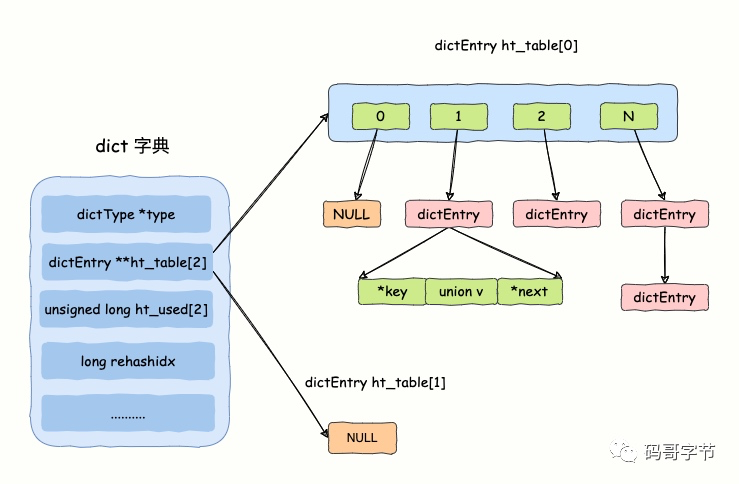 dictEntry ht_table[0]
0
1
2
N
dict 字典
dictType *type
dictEntry **ht_table[2]
unsigned long ht_used[2]
long rehashidx
..........
NULL
dictEntry
dictEntry
dictEntry
*key
union v
*next
dictEntry
dictEntry ht_table[1]
NULL
码哥字节